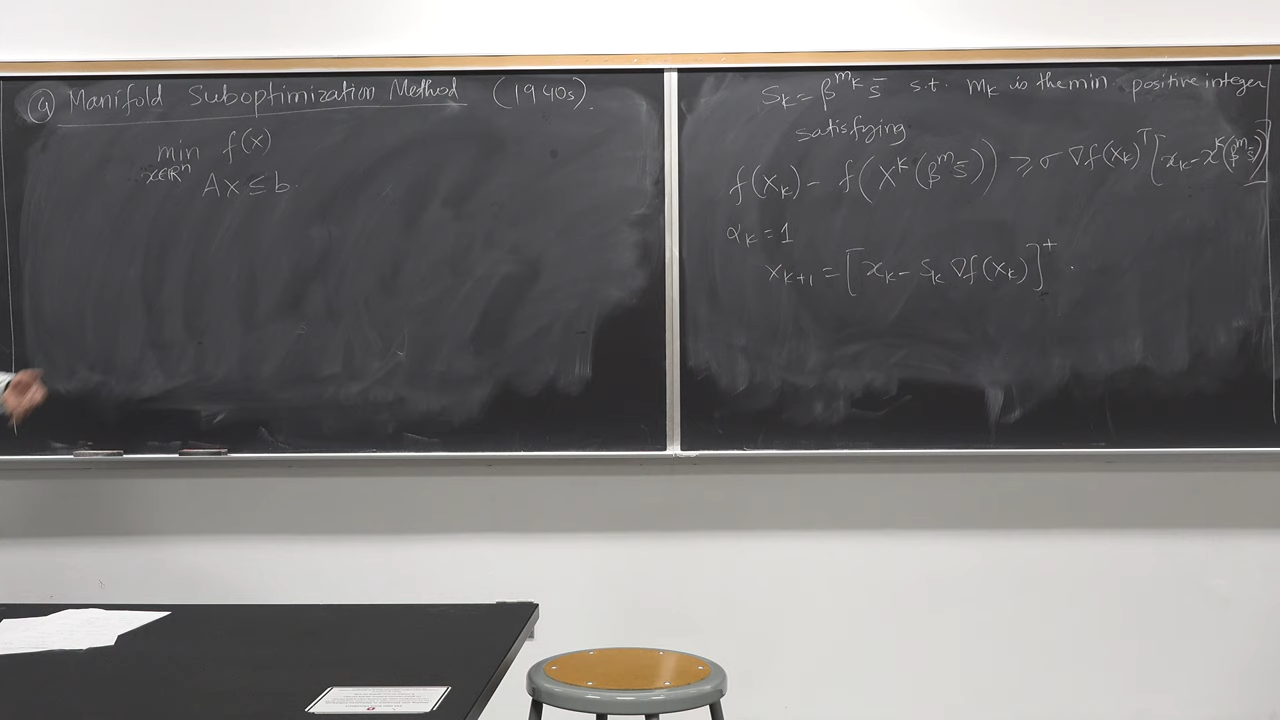 ④ Manifold Suboptimization Method (1940s).
min f(x)
x∈ℝⁿ
Ax ≤ b.
S_k = β^{m_k} s̄ s.t. m_k is the min positive integer
satisfying
f(x_k) - f(x^k(β^m s̄)) ⩾ σ ∇f(x_k)^T [x_k - x^k(β^m s̄)]
α_k = 1
x_{k+1} = [x_k - s_k ∇f(x_k)]^+ .